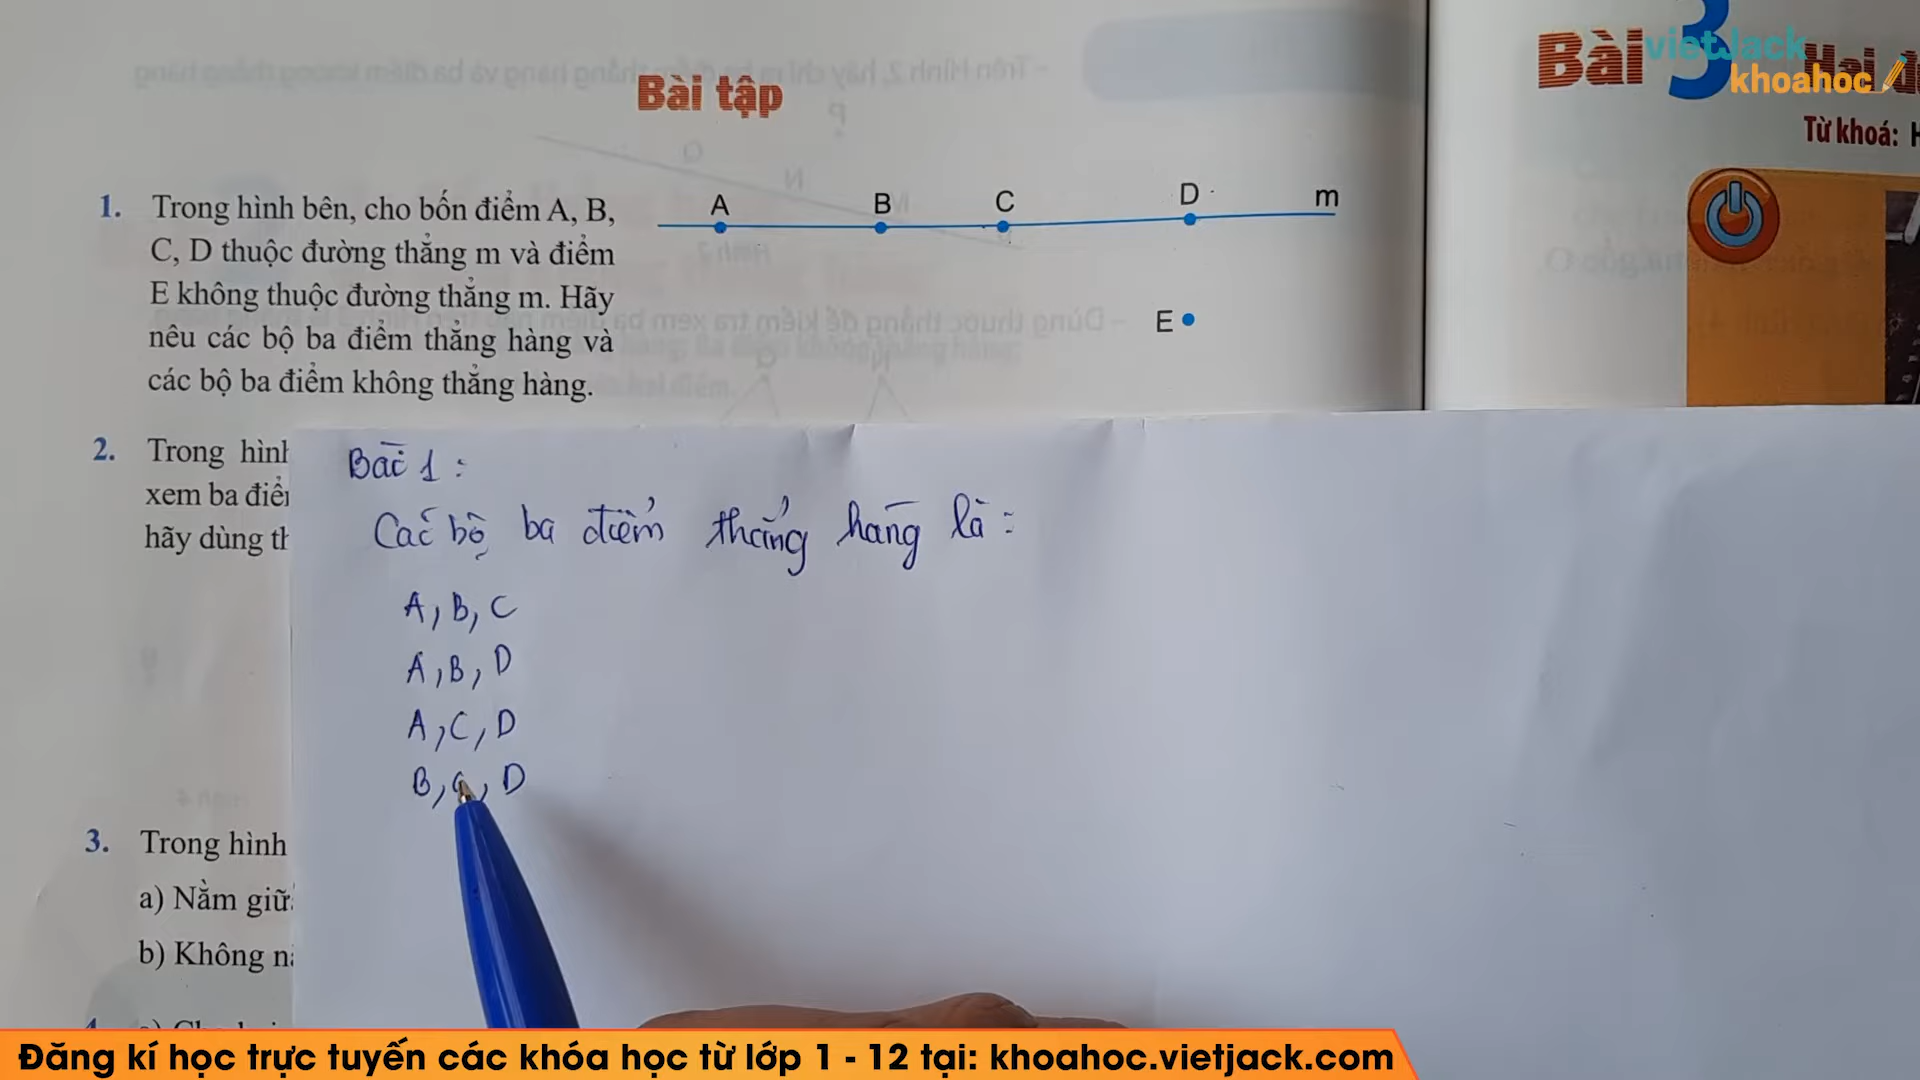 Bài tập
1. Trong hình bên, cho bốn điểm A, B,
C, D thuộc đường thẳng m và điểm
E không thuộc đường thẳng m. Hãy
nêu các bộ ba điểm thẳng hàng và
các bộ ba điểm không thẳng hàng.
A B C D m
E
2. Trong hình
xem ba điể
hãy dùng th
3. Trong hình
a) Nằm giữ
b) Không n
Bài 1:
Các bộ ba điểm thẳng hàng là:
A, B, C
A, B, D
A, C, D
B, C, D
Bài 3
vietJack
khoahoc
Từ khoá: H
Đăng kí học trực tuyến các khóa học từ lớp 1 - 12 tại: khoahoc.vietjack.com